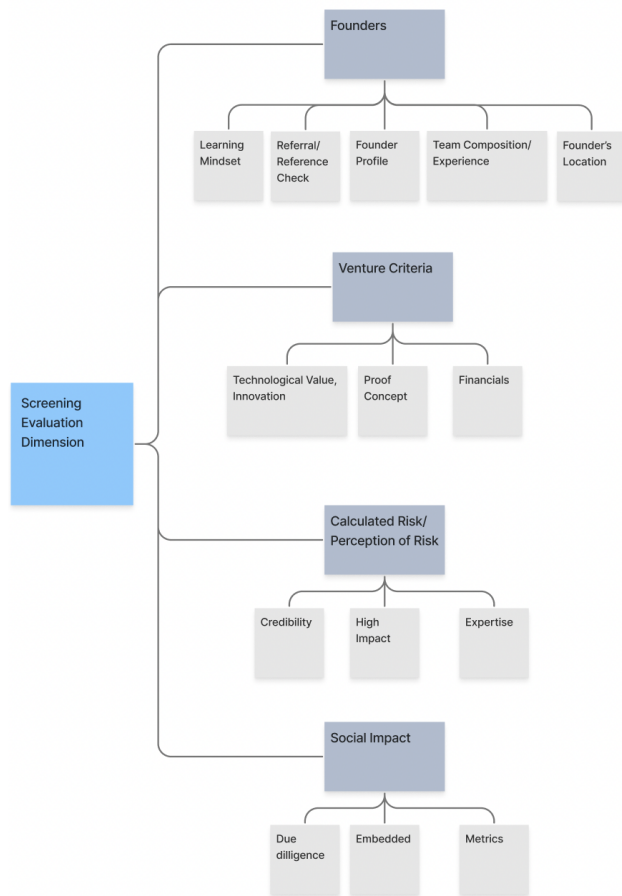 Founders
Learning
Mindset
Referral/
Reference
Check
Founder
Profile
Team Composition/
Experience
Founder's
Location
Venture Criteria
Technological Value,
Innovation
Proof
Concept
Financials
Screening
Evaluation
Dimension
Calculated Risk/
Perception of Risk
Credibility
High
Impact
Expertise
Social Impact
Due
dilligence
Embedded
Metrics